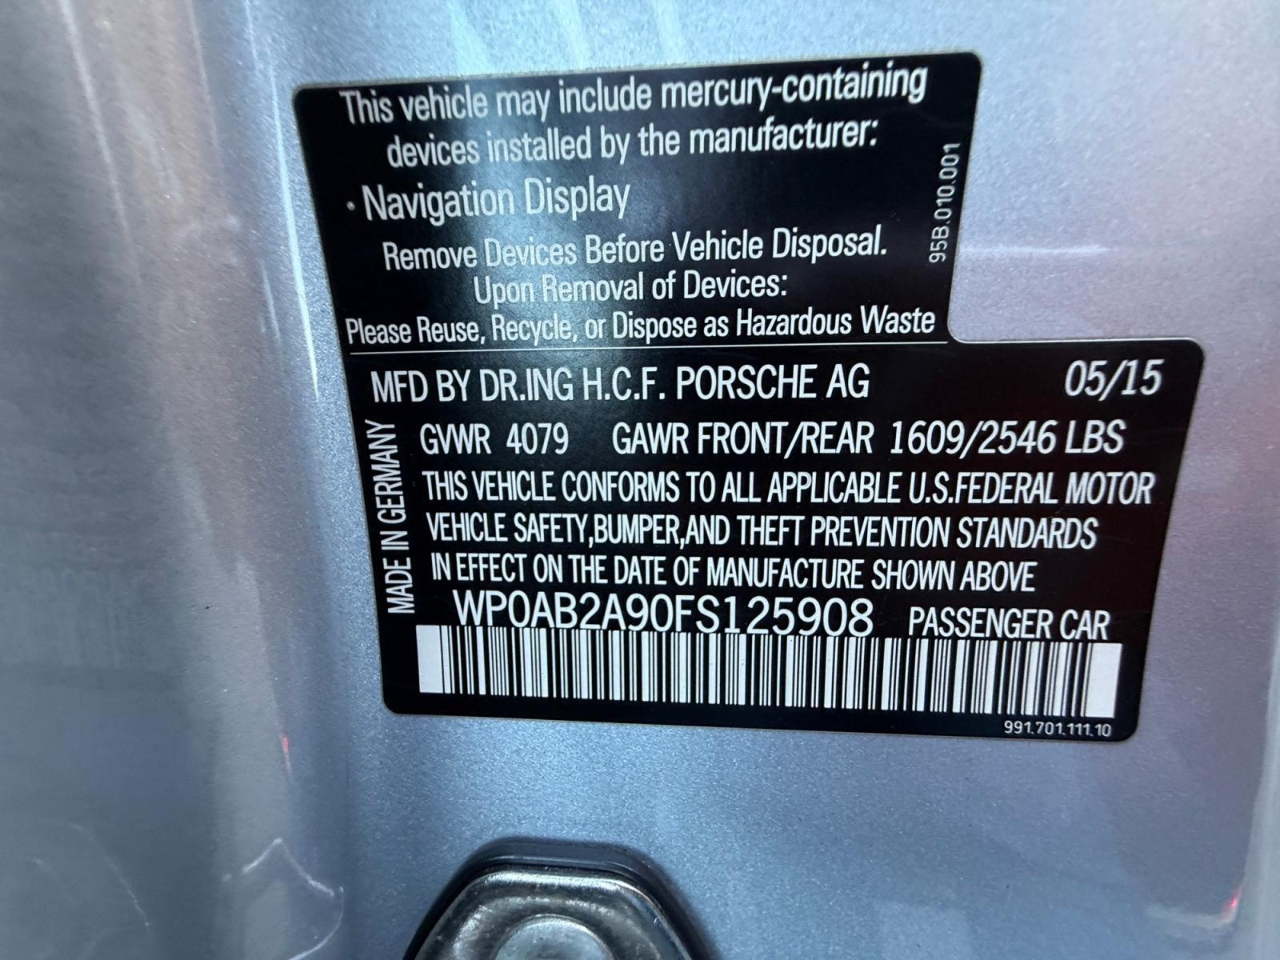 This vehicle may include mercury-containing
devices installed by the manufacturer:
• Navigation Display
Remove Devices Before Vehicle Disposal.
Upon Removal of Devices:
Please Reuse, Recycle, or Dispose as Hazardous Waste
95B.010.001
MFD BY DR.ING H.C.F. PORSCHE AG 05/15
GVWR 4079 GAWR FRONT/REAR 1609/2546 LBS
THIS VEHICLE CONFORMS TO ALL APPLICABLE U.S.FEDERAL MOTOR
VEHICLE SAFETY,BUMPER,AND THEFT PREVENTION STANDARDS
IN EFFECT ON THE DATE OF MANUFACTURE SHOWN ABOVE
MADE IN GERMANY
WP0AB2A90FS125908 PASSENGER CAR
991.701.111.10